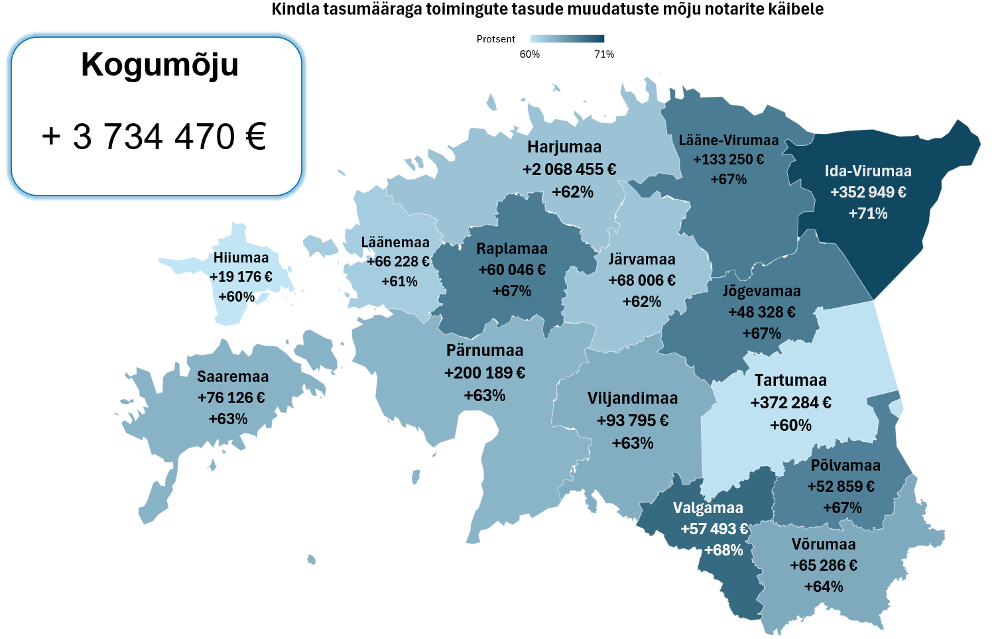 Kindla tasumääraga toimingute tasude muudatuste mõju notarite käibele
Protsent
60%
71%
Kogumõju
+ 3 734 470 €
Harjumaa
+2 068 455 €
+62%
Lääne-Virumaa
+133 250 €
+67%
Ida-Virumaa
+352 949 €
+71%
Hiiumaa
+19 176 €
+60%
Läänemaa
+66 228 €
+61%
Raplamaa
+60 046 €
+67%
Järvamaa
+68 006 €
+62%
Jõgevamaa
+48 328 €
+67%
Saaremaa
+76 126 €
+63%
Pärnumaa
+200 189 €
+63%
Viljandimaa
+93 795 €
+63%
Tartumaa
+372 284 €
+60%
Põlvamaa
+52 859 €
+67%
Valgamaa
+57 493 €
+68%
Võrumaa
+65 286 €
+64%